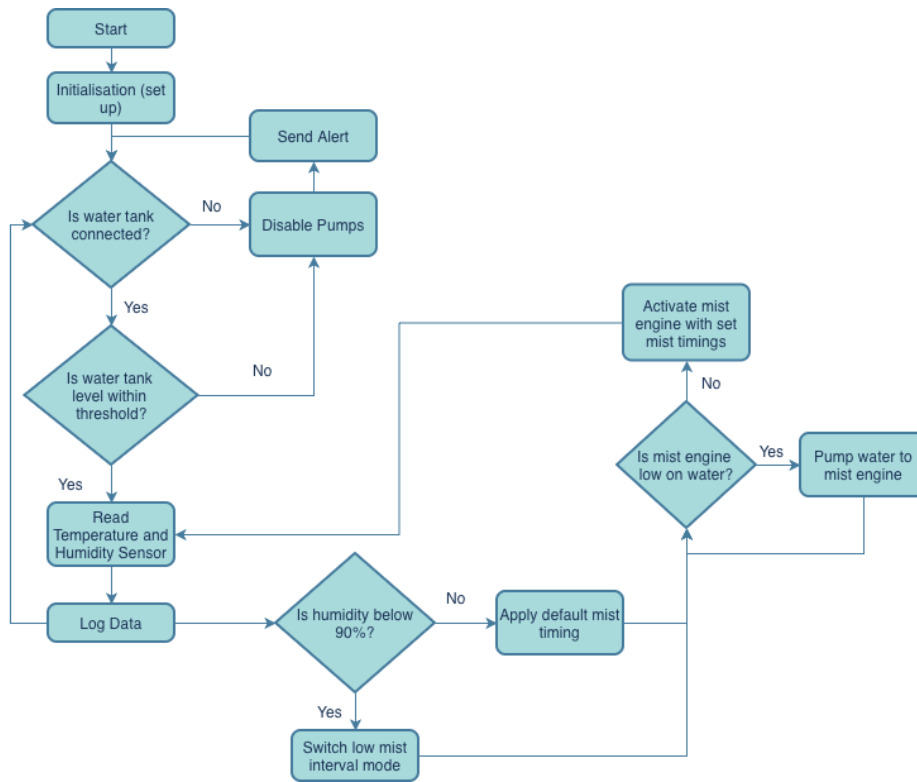 Start
Initialisation (set
up)
Send Alert
Is water tank
connected?
No
Disable Pumps
Yes
Is water tank
level within
threshold?
No
Yes
Read
Temperature and
Humidity Sensor
Log Data
Is humidity below
90%?
No
Apply default mist
timing
Yes
Switch low mist
interval mode
Activate mist
engine with set
mist timings
No
Is mist engine
low on water?
Yes
Pump water to
mist engine